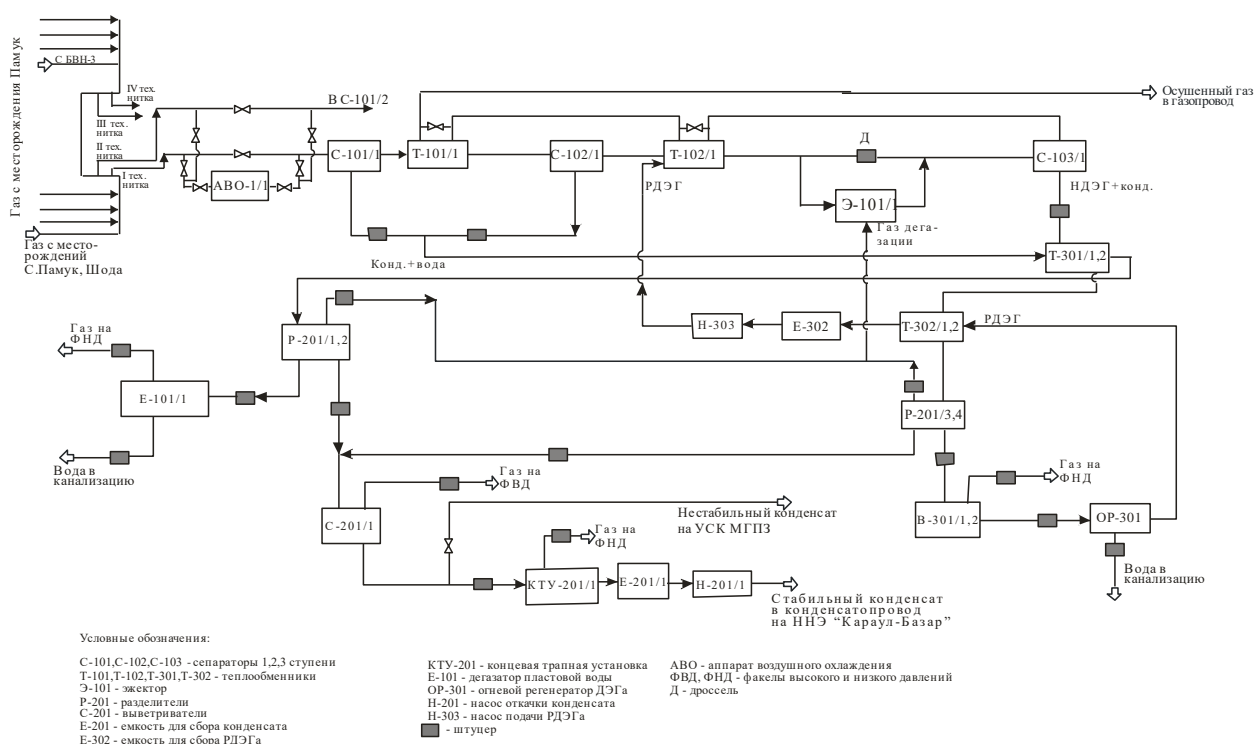 Газ с месторождения Памук
С БВН-3
IV тех.
нитка
III тех.
нитка
II тех.
нитка
I тех.
нитка
Газ с место-
рождений
С.Памук, Шода
В С-101/2
Осушенный газ
в газопровод
АВО-1/1
С-101/1
Т-101/1
С-102/1
Т-102/1
Д
С-103/1
РДЭГ
Э-101/1
НДЭГ+конд.
Газ дега-
зации
Конд.+вода
Т-301/1,2
Н-303
Е-302
Т-302/1,2
РДЭГ
Газ на
ФНД
Р-201/1,2
Е-101/1
Р-201/3,4
Вода в
канализацию
Газ на
ФВД
Газ на
ФНД
С-201/1
Нестабильный конденсат
на УСК МГПЗ
В-301/1,2
ОР-301
Газ на
ФНД
КТУ-201/1
Е-201/1
Н-201/1
Вода в
канализацию
Стабильный конденсат
в конденсатопровод
на ННЭ “Караул-Базар”
Условные обозначения:
С-101,С-102,С-103 - сепараторы 1,2,3 ступени
Т-101,Т-102,Т-301,Т-302 - теплообменники
Э-101 - эжектор
Р-201 - разделители
С-201 - выветриватели
Е-201 - емкость для сбора конденсата
Е-302 - емкость для сбора РДЭГа
КТУ-201 - концевая трапная установка
Е-101 - дегазатор пластовой воды
ОР-301 - огневой регенератор ДЭГа
Н-201 - насос откачки конденсата
Н-303 - насос подачи РДЭГа
- штуцер
АВО - аппарат воздушного охлаждения
ФВД, ФНД - факелы высокого и низкого давлений
Д - дроссель